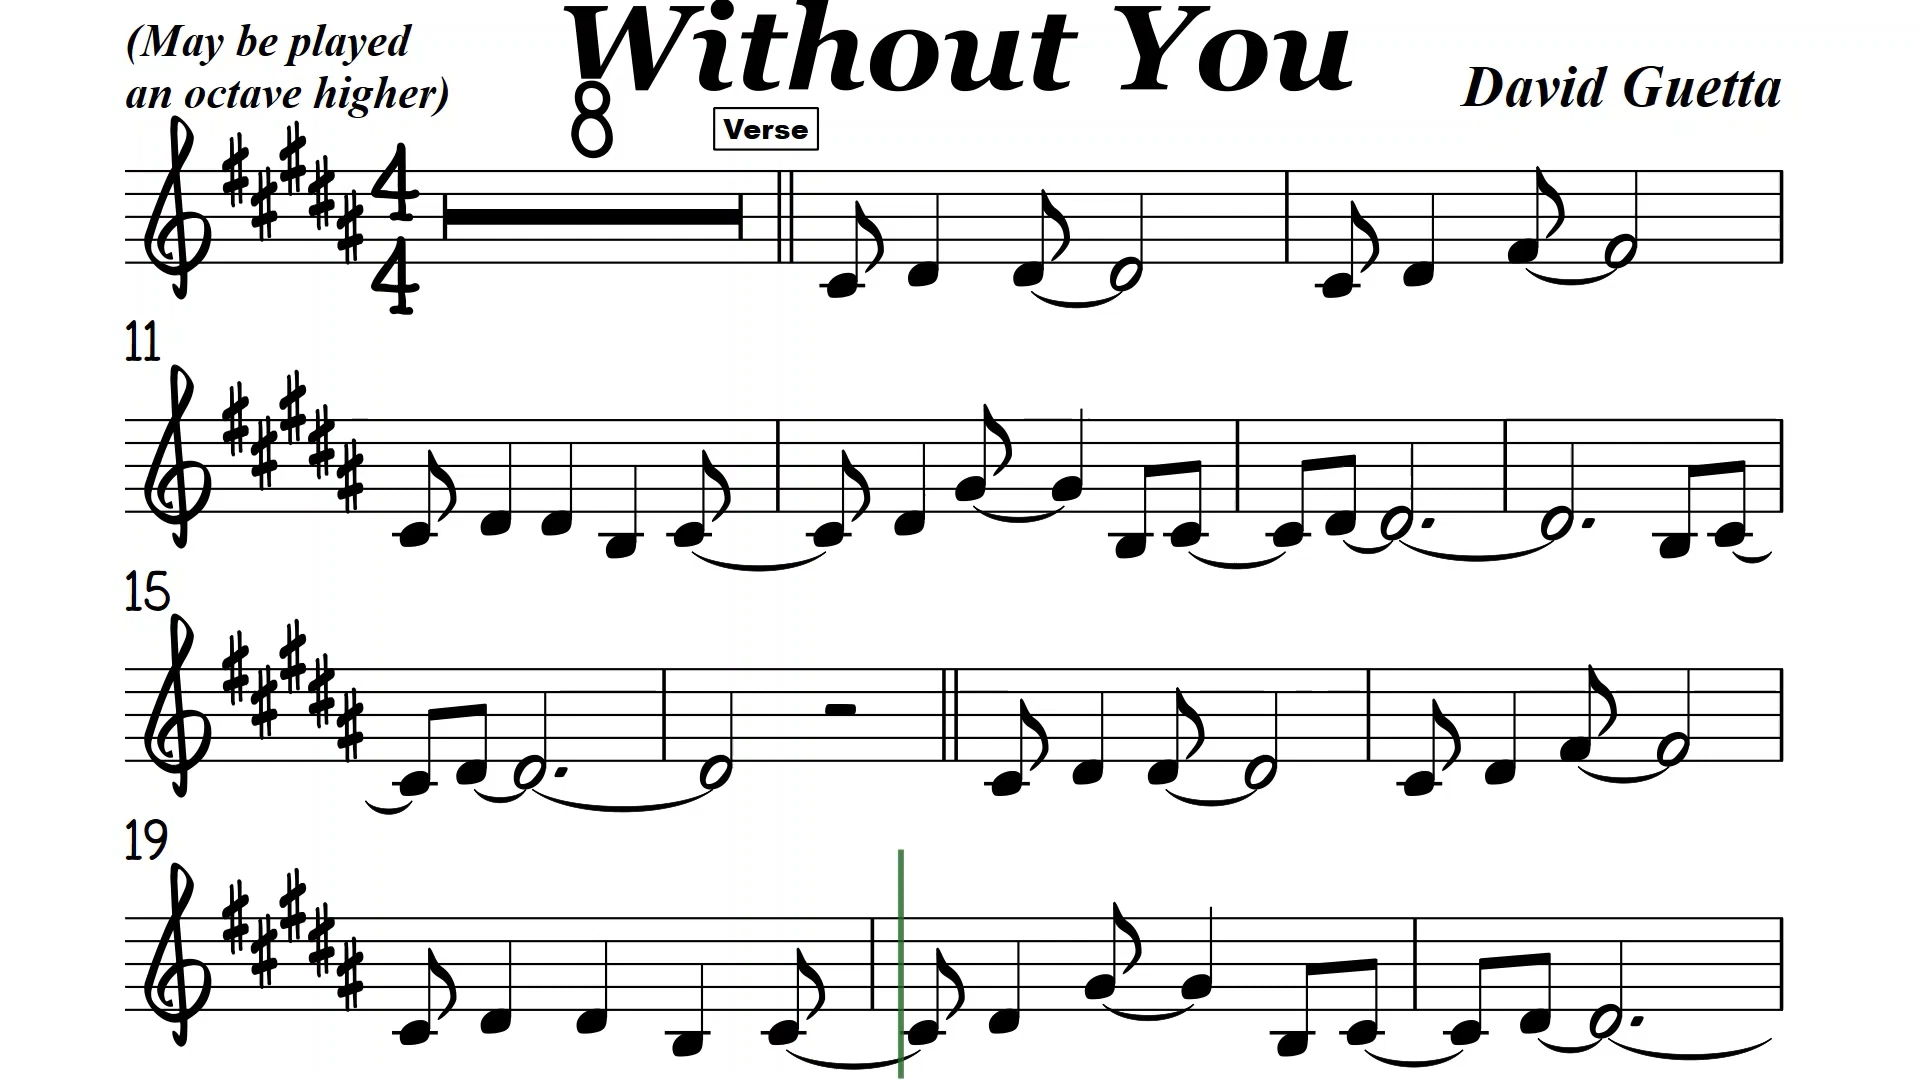 Without You
(May be played
an octave higher)
David Guetta
8
Verse
4
4
11
15
19